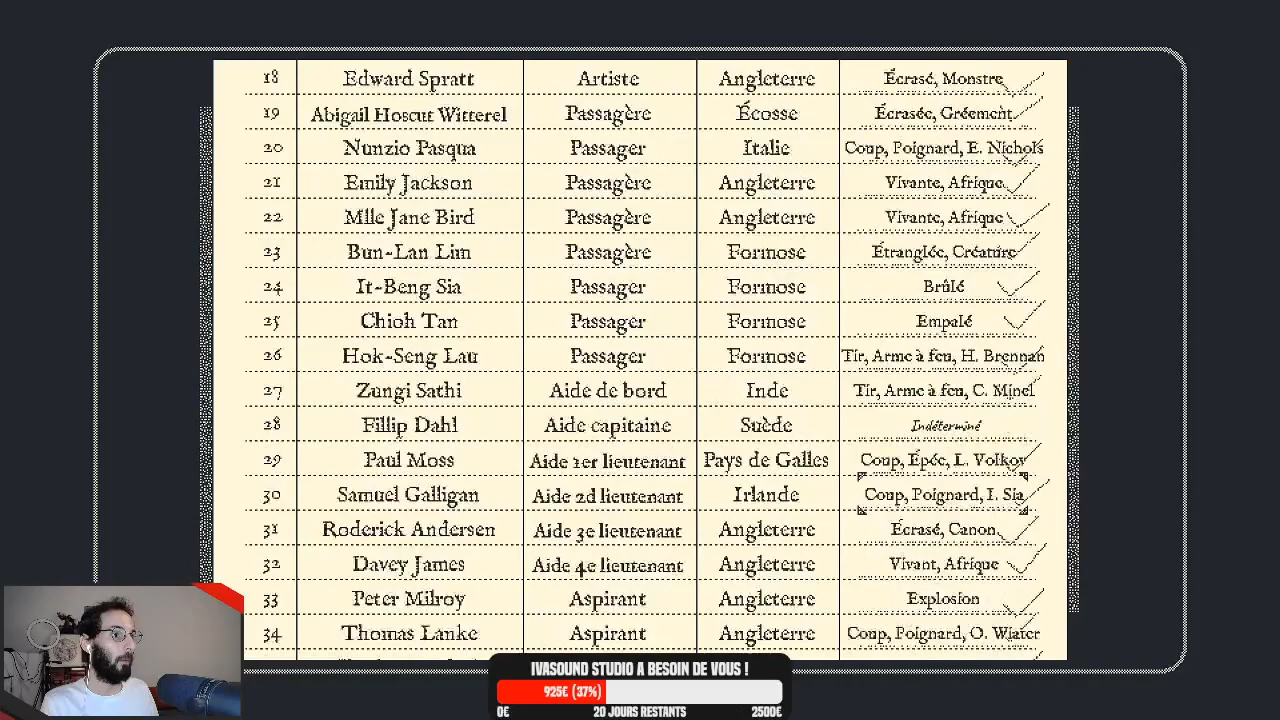 18 Edward Spratt Artiste Angleterre Écrasé, Monstre
19 Abigail Hoscut Witterel Passagère Écosse Écrasée, Gréement
20 Nunzio Pasqua Passager Italie Coup, Poignard, E. Nichols
21 Emily Jackson Passagère Angleterre Vivante, Afrique
22 Mlle Jane Bird Passagère Angleterre Vivante, Afrique
23 Bun-Lan Lim Passagère Formose Étranglée, Créature
24 It-Beng Sia Passager Formose Brûlé
25 Chioh Tan Passager Formose Empalé
26 Hok-Seng Lau Passager Formose Tir, Arme à feu, H. Brennan
27 Zungi Sathi Aide de bord Inde Tir, Arme à feu, C. Minel
28 Fillip Dahl Aide capitaine Suède Indéterminé
29 Paul Moss Aide 1er lieutenant Pays de Galles Coup, Épée, L. Volkov
30 Samuel Galligan Aide 2d lieutenant Irlande Coup, Poignard, I. Sia
31 Roderick Andersen Aide 3e lieutenant Angleterre Écrasé, Canon
32 Davey James Aide 4e lieutenant Angleterre Vivant, Afrique
33 Peter Milroy Aspirant Angleterre Explosion
34 Thomas Lanke Aspirant Angleterre Coup, Poignard, O. Wiater
IVASOUND STUDIO A BESOIN DE VOUS !
925€ (37%)
0€ 20 JOURS RESTANTS 2500€